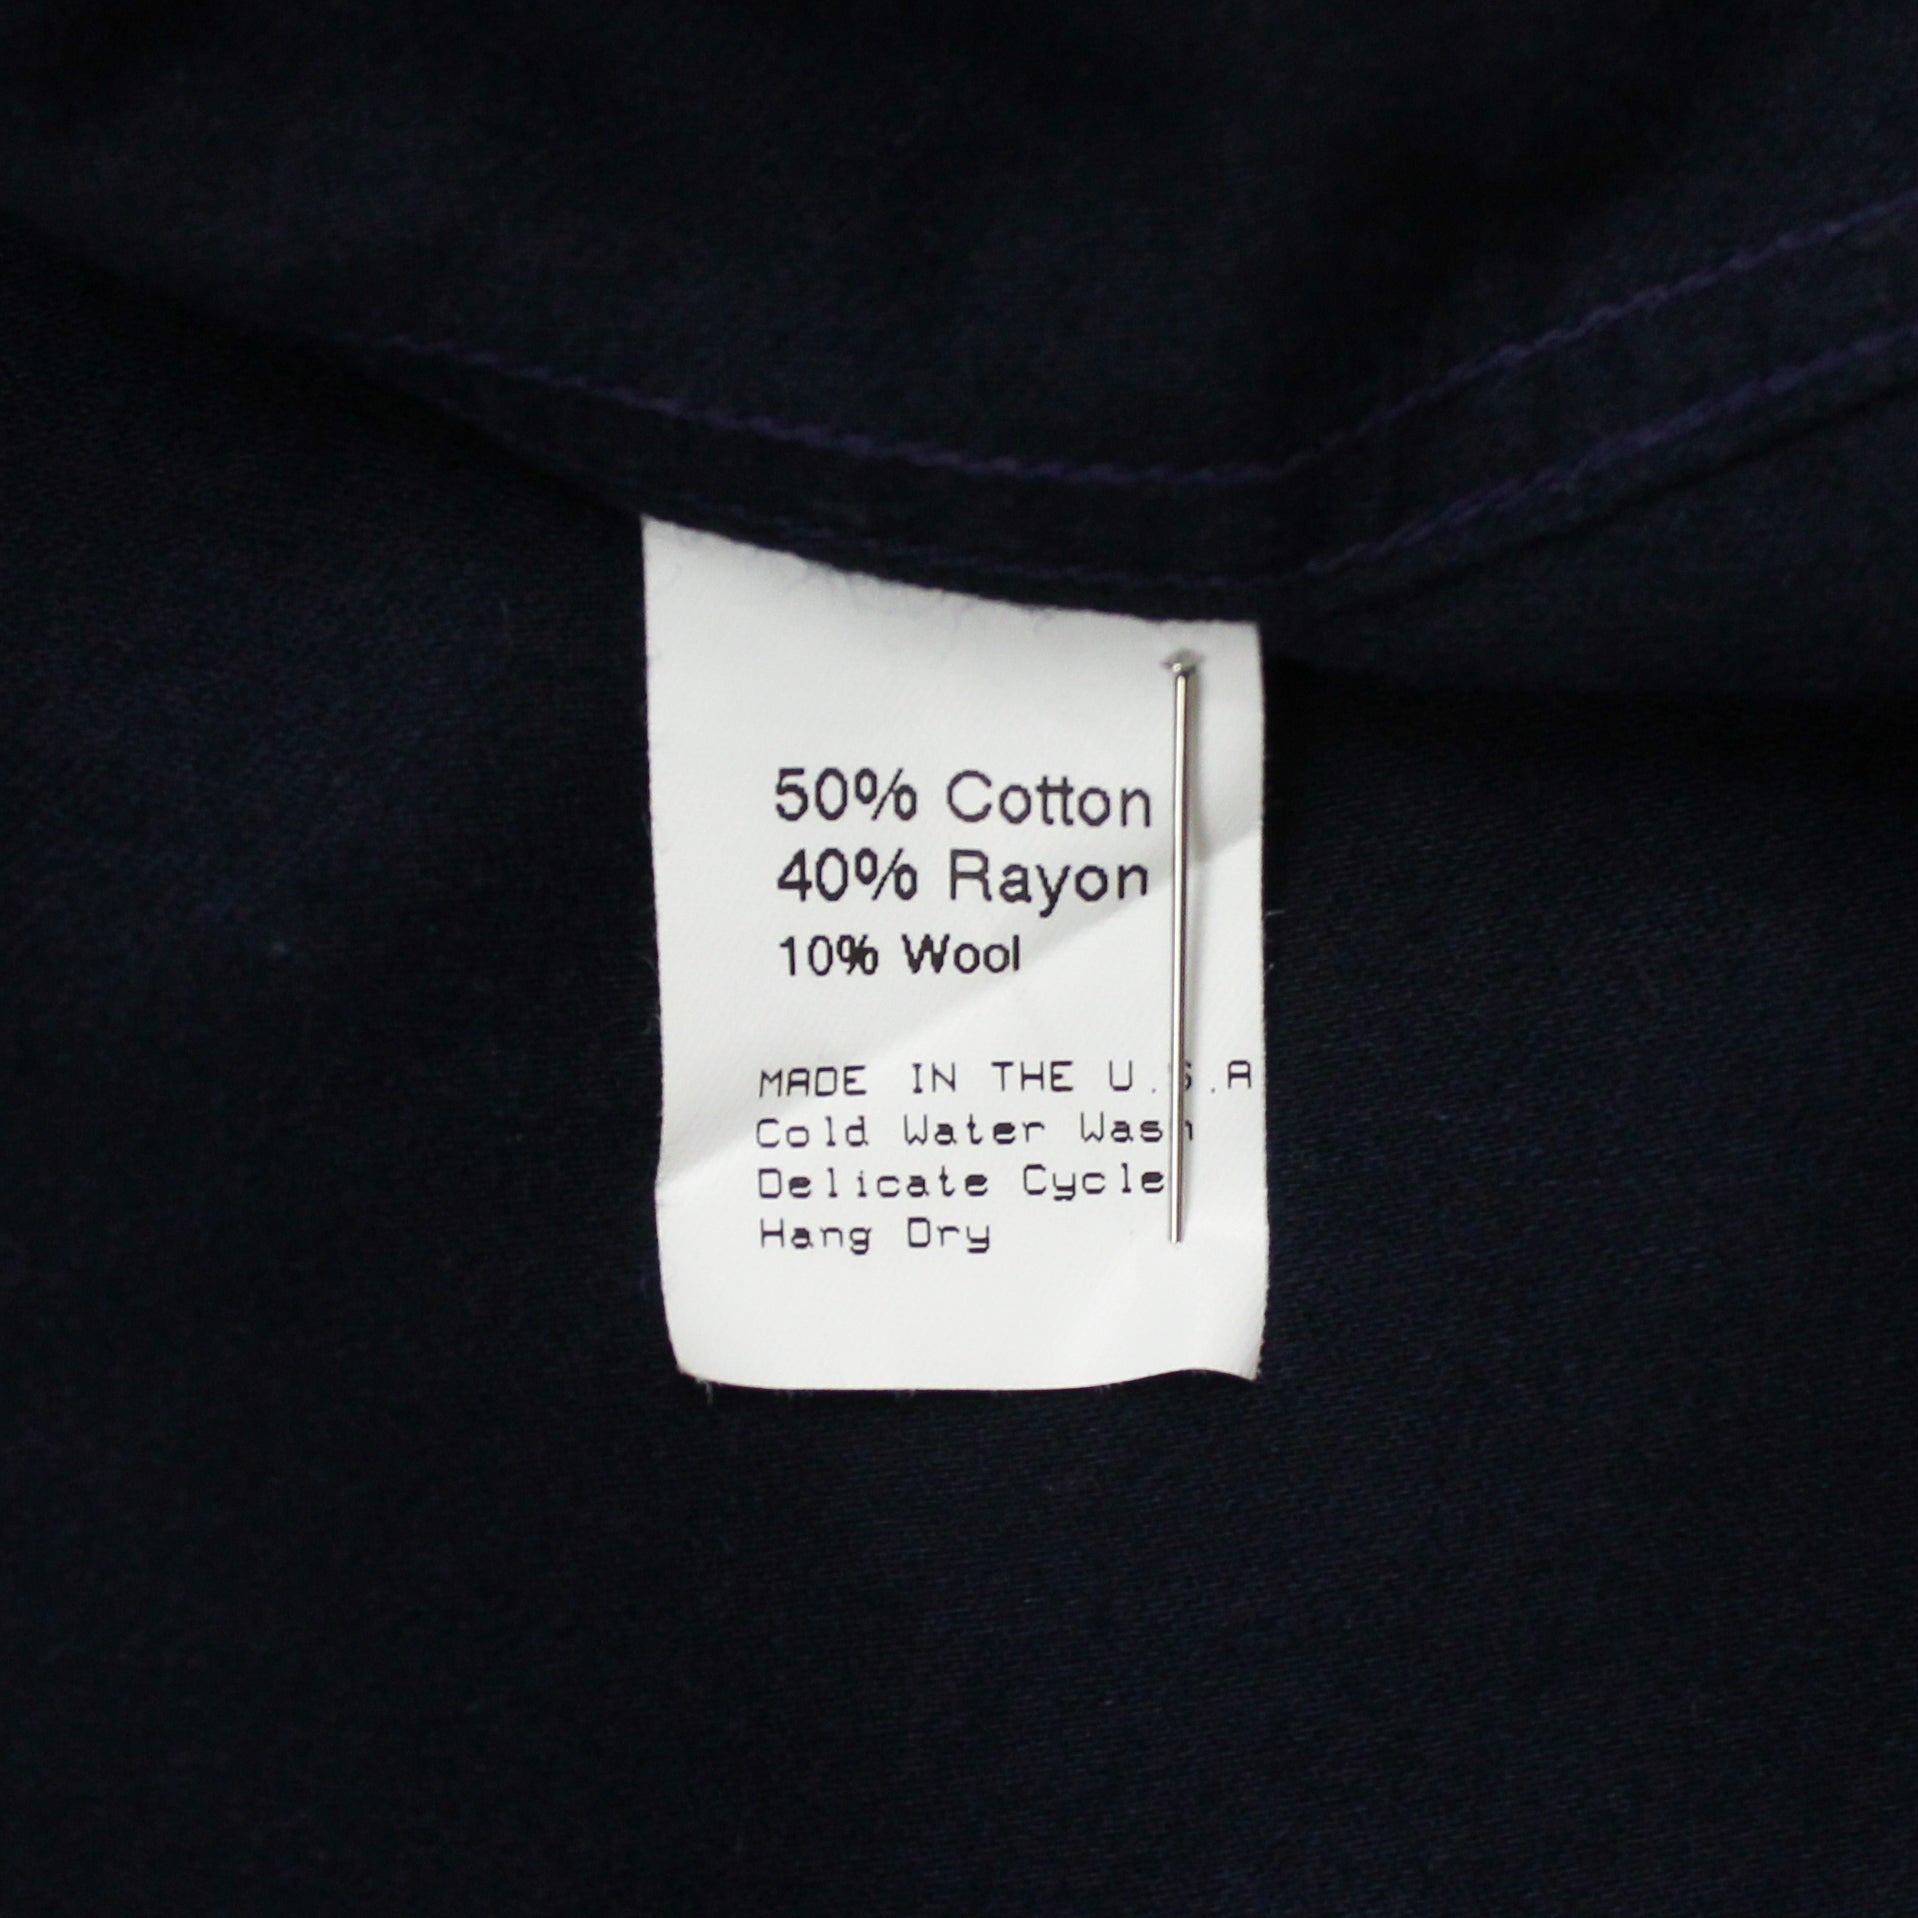 50% Cotton
40% Rayon
10% Wool
MADE IN THE U.S.A
Cold Water Wash
Delicate Cycle
Hang Dry